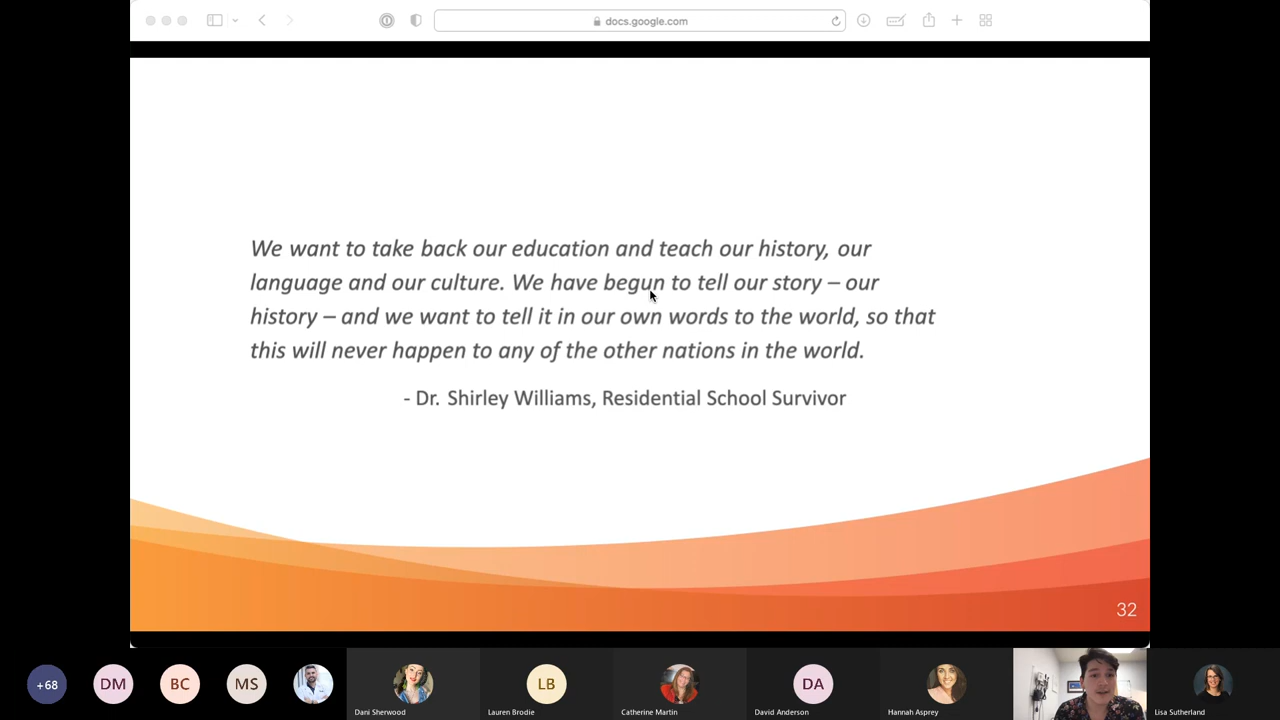 docs.google.com
We want to take back our education and teach our history, our
language and our culture. We have begun to tell our story – our
history – and we want to tell it in our own words to the world, so that
this will never happen to any of the other nations in the world.
- Dr. Shirley Williams, Residential School Survivor
32
+68
DM
BC
MS
Dani Sherwood
LB
Lauren Brodie
Catherine Martin
DA
David Anderson
Hannah Asprey
Lisa Sutherland